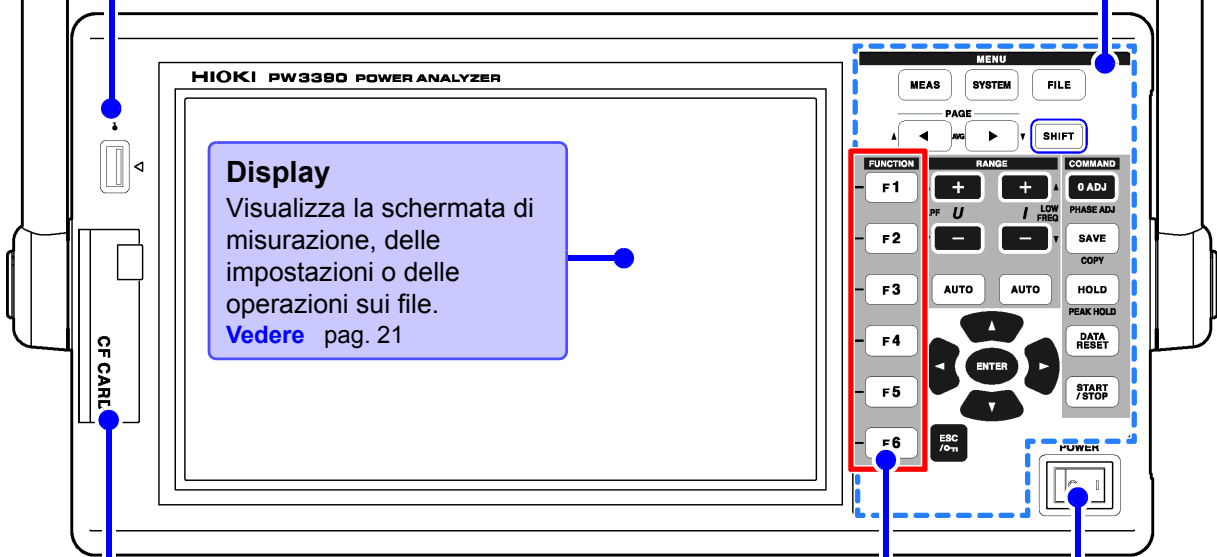 MENU
HIOKI PW3390 POWER ANALYZER
MEAS SYSTEM FILE
PAGE
AVG SHIFT
FUNCTION RANGE COMMAND
Display
Visualizza la schermata di
misurazione, delle
impostazioni o delle
operazioni sui file.
Vedere pag. 21
F1 + + 0 ADJ
U I LOW
FREQ
PHASE ADJ
F2 − − SAVE
COPY
F3 AUTO AUTO HOLD
PEAK HOLD
F4 DATA
RESET
ENTER
F5 START
/STOP
F6 ESC
/
CF CARD
POWER